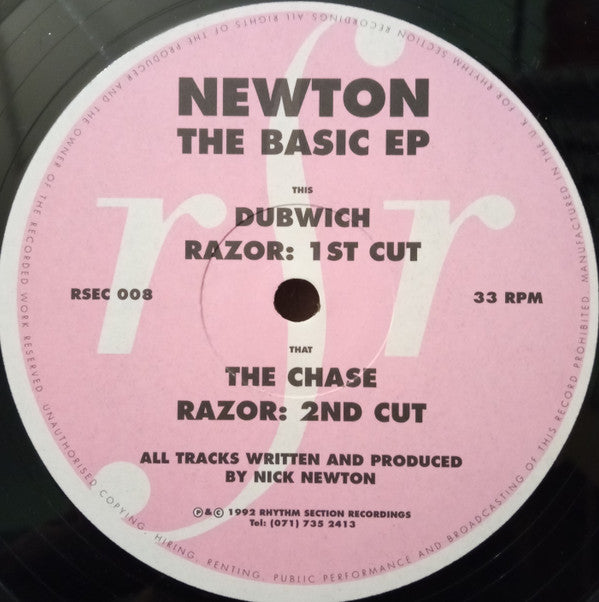 NEWTON
THE BASIC EP
THIS
DUBWICH
RAZOR: 1ST CUT
RSEC 008
33 RPM
THAT
THE CHASE
RAZOR: 2ND CUT
ALL TRACKS WRITTEN AND PRODUCED
BY NICK NEWTON
℗ & © 1992 RHYTHM SECTION RECORDINGS
Tel: (071) 735 2413
rsr
ALL RIGHTS OF THE PRODUCER AND THE OWNER OF THE RECORDED WORK RESERVED. UNAUTHORISED COPYING, HIRING, RENTING, PUBLIC PERFORMANCE AND BROADCASTING OF THIS RECORD PROHIBITED. MANUFACTURED IN THE U.K. FOR RHYTHM SECTION RECORDINGS